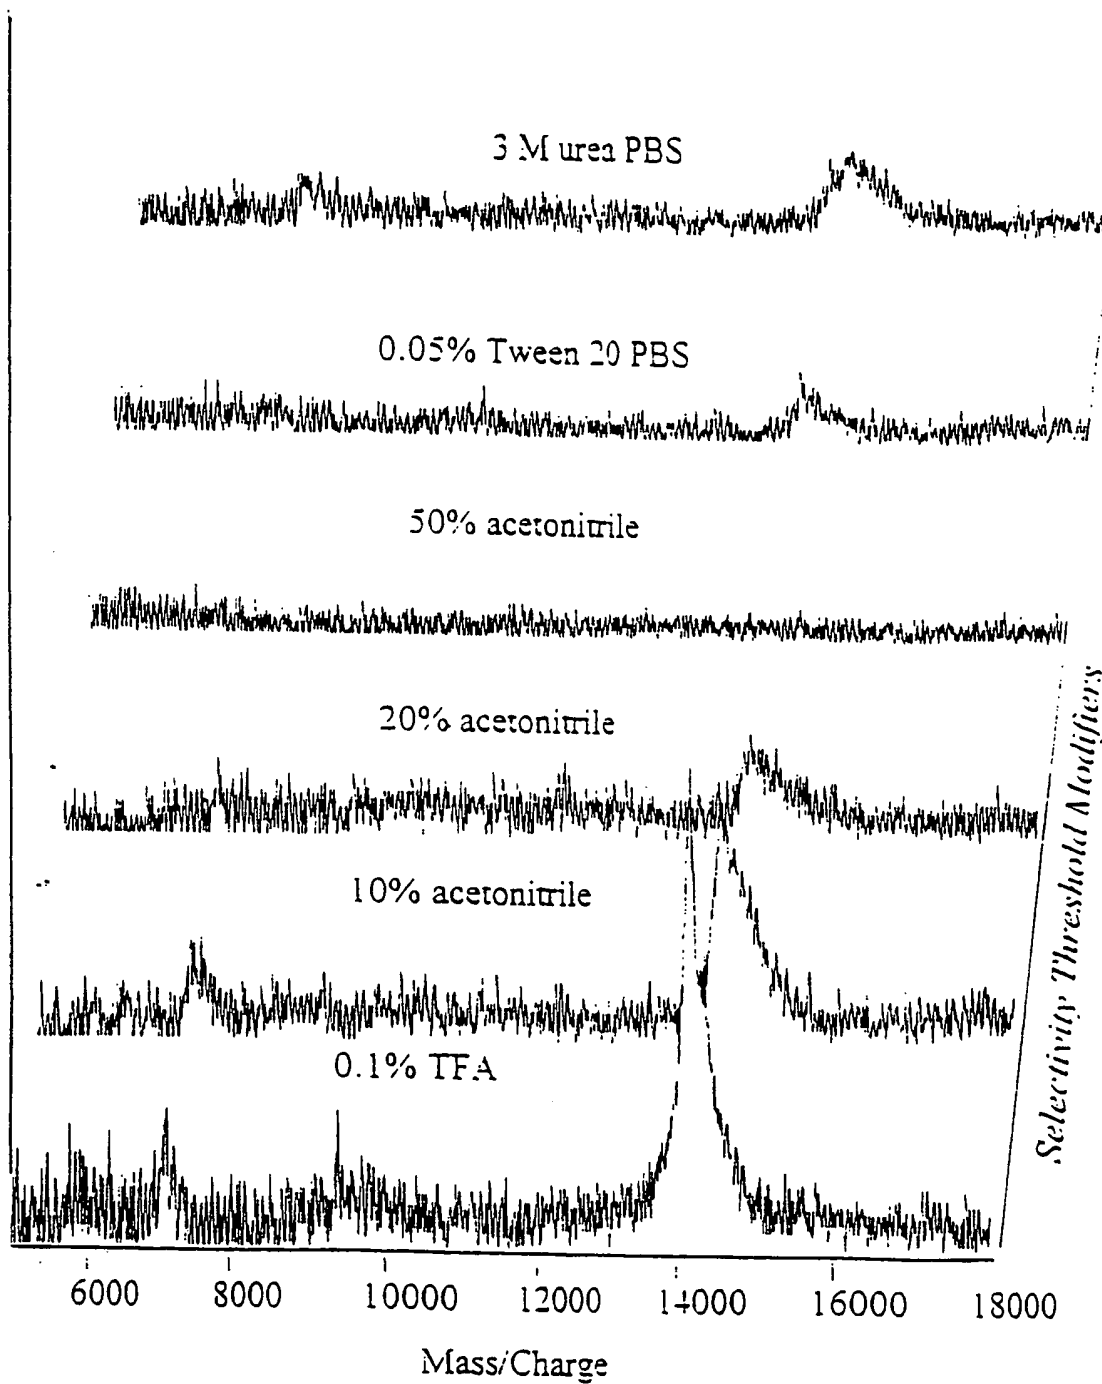 3 M urea PBS
0.05% Tween 20 PBS
50% acetonitrile
20% acetonitrile
10% acetonitrile
0.1% TFA
Selectivity Threshold Modifiers
6000 8000 10000 12000 14000 16000 18000
Mass/Charge